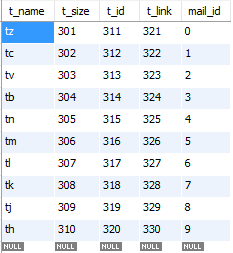 t_name t_size t_id t_link mail_id
tz 301 311 321 0
tc 302 312 322 1
tv 303 313 323 2
tb 304 314 324 3
tn 305 315 325 4
tm 306 316 326 5
tl 307 317 327 6
tk 308 318 328 7
tj 309 319 329 8
th 310 320 330 9
NULL NULL NULL NULL NULL